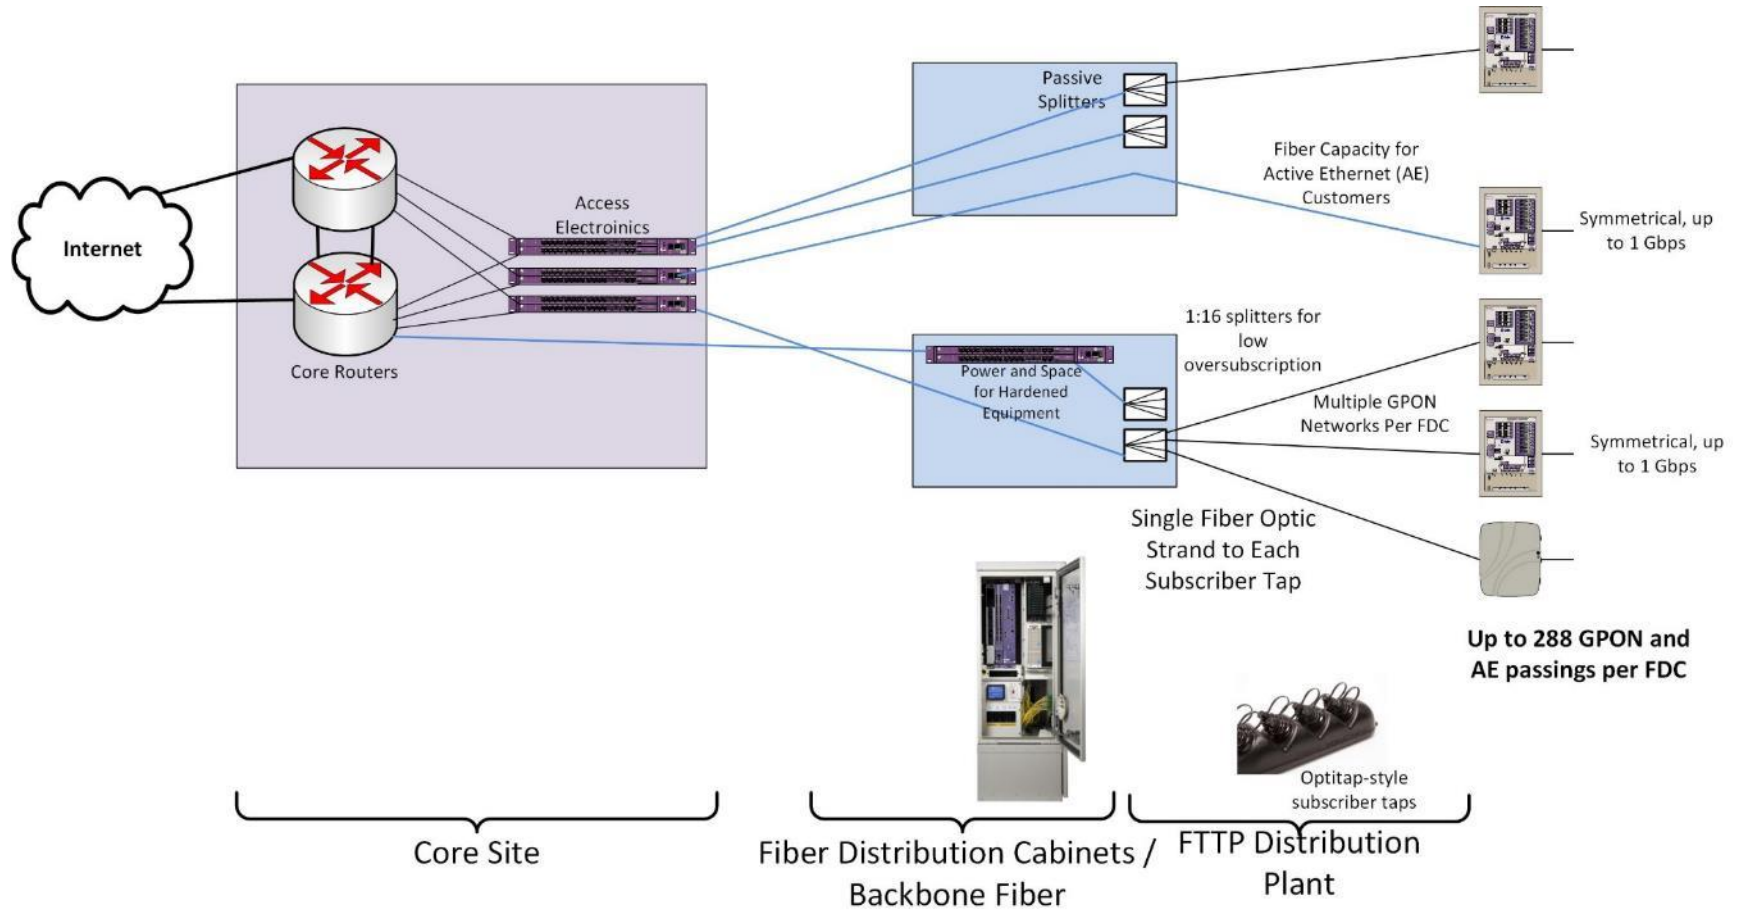 Passive
Splitters
Fiber Capacity for
Active Ethernet (AE)
Customers
Symmetrical, up
to 1 Gbps
Access
Electroinics
Internet
Core Routers
1:16 splitters for
low
oversubscription
Power and Space
for Hardened
Equipment
Multiple GPON
Networks Per FDC
Symmetrical, up
to 1 Gbps
Single Fiber Optic
Strand to Each
Subscriber Tap
Up to 288 GPON and
AE passings per FDC
Optitap-style
subscriber taps
Core Site
Fiber Distribution Cabinets /
Backbone Fiber
FTTP Distribution
Plant